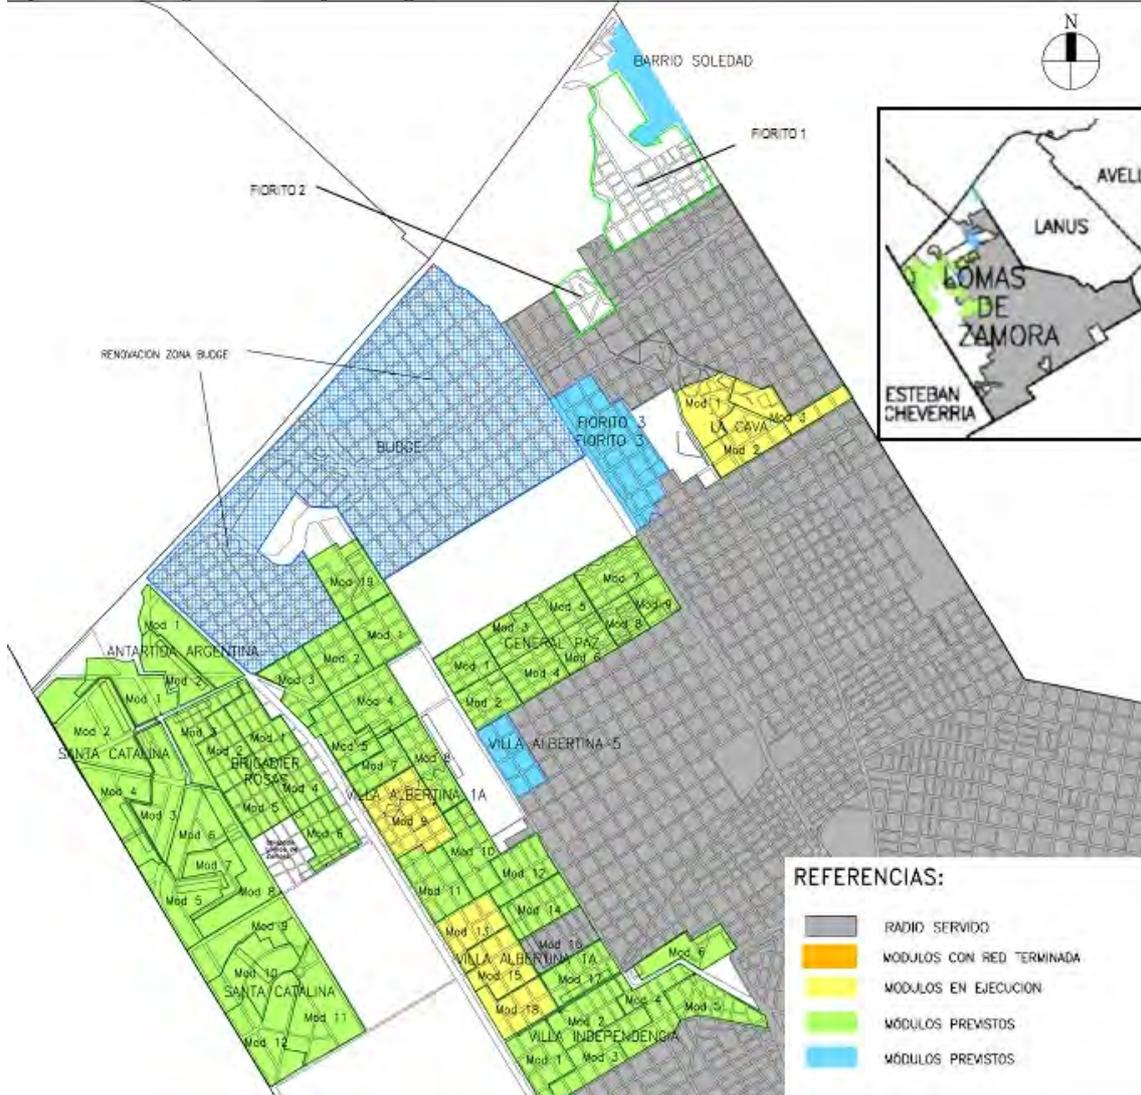 N
BARRIO SOLEDAD
FIORITO 1
FIORITO 2
AVELL
LANUS
LOMAS
DE
ZAMORA
ESTEBAN
CHEVERRIA
RENOVACION ZONA BUDGE
BUDGE
FIORITO 3
FIORITO 3
Mod 1
Mod 3
LA CAVA
Mod 2
Mod 19
Mod 1
Mod 2
Mod 3
Mod 4
Mod 5
Mod 7
Mod 8
VILLA ALBERTINA 1A
Mod 9
Mod 10
Mod 11
Mod 12
Mod 14
Mod 13
Mod 16
VILLA ALBERTINA 1A
Mod 15
Mod 17
Mod 18
Mod 7
Mod 5
Mod 9
Mod 3
Mod 8
GENERAL PAZ
Mod 6
Mod 1
Mod 4
Mod 2
VILLA ALBERTINA 5
Mod 1
ANTARTIDA ARGENTINA
Mod 2
Mod 1
Mod 2
SANTA CATALINA
Mod 4
Mod 3
Mod 6
Mod 7
Mod 5
Mod 8
Mod 9
Mod 10
SANTA CATALINA
Mod 11
Mod 12
Mod 3
Mod 1
Mod 2
BRIGADIER
ROSAS
Mod 4
Mod 5
Mod 6
Mod 6
Mod 5
Mod 4
Mod 2
VILLA INDEPENDENCIA
Mod 1
Mod 3
REFERENCIAS:
RADIO SERVIDO
MODULOS CON RED TERMINADA
MODULOS EN EJECUCION
MÓDULOS PREVISTOS
MÓDULOS PREVISTOS